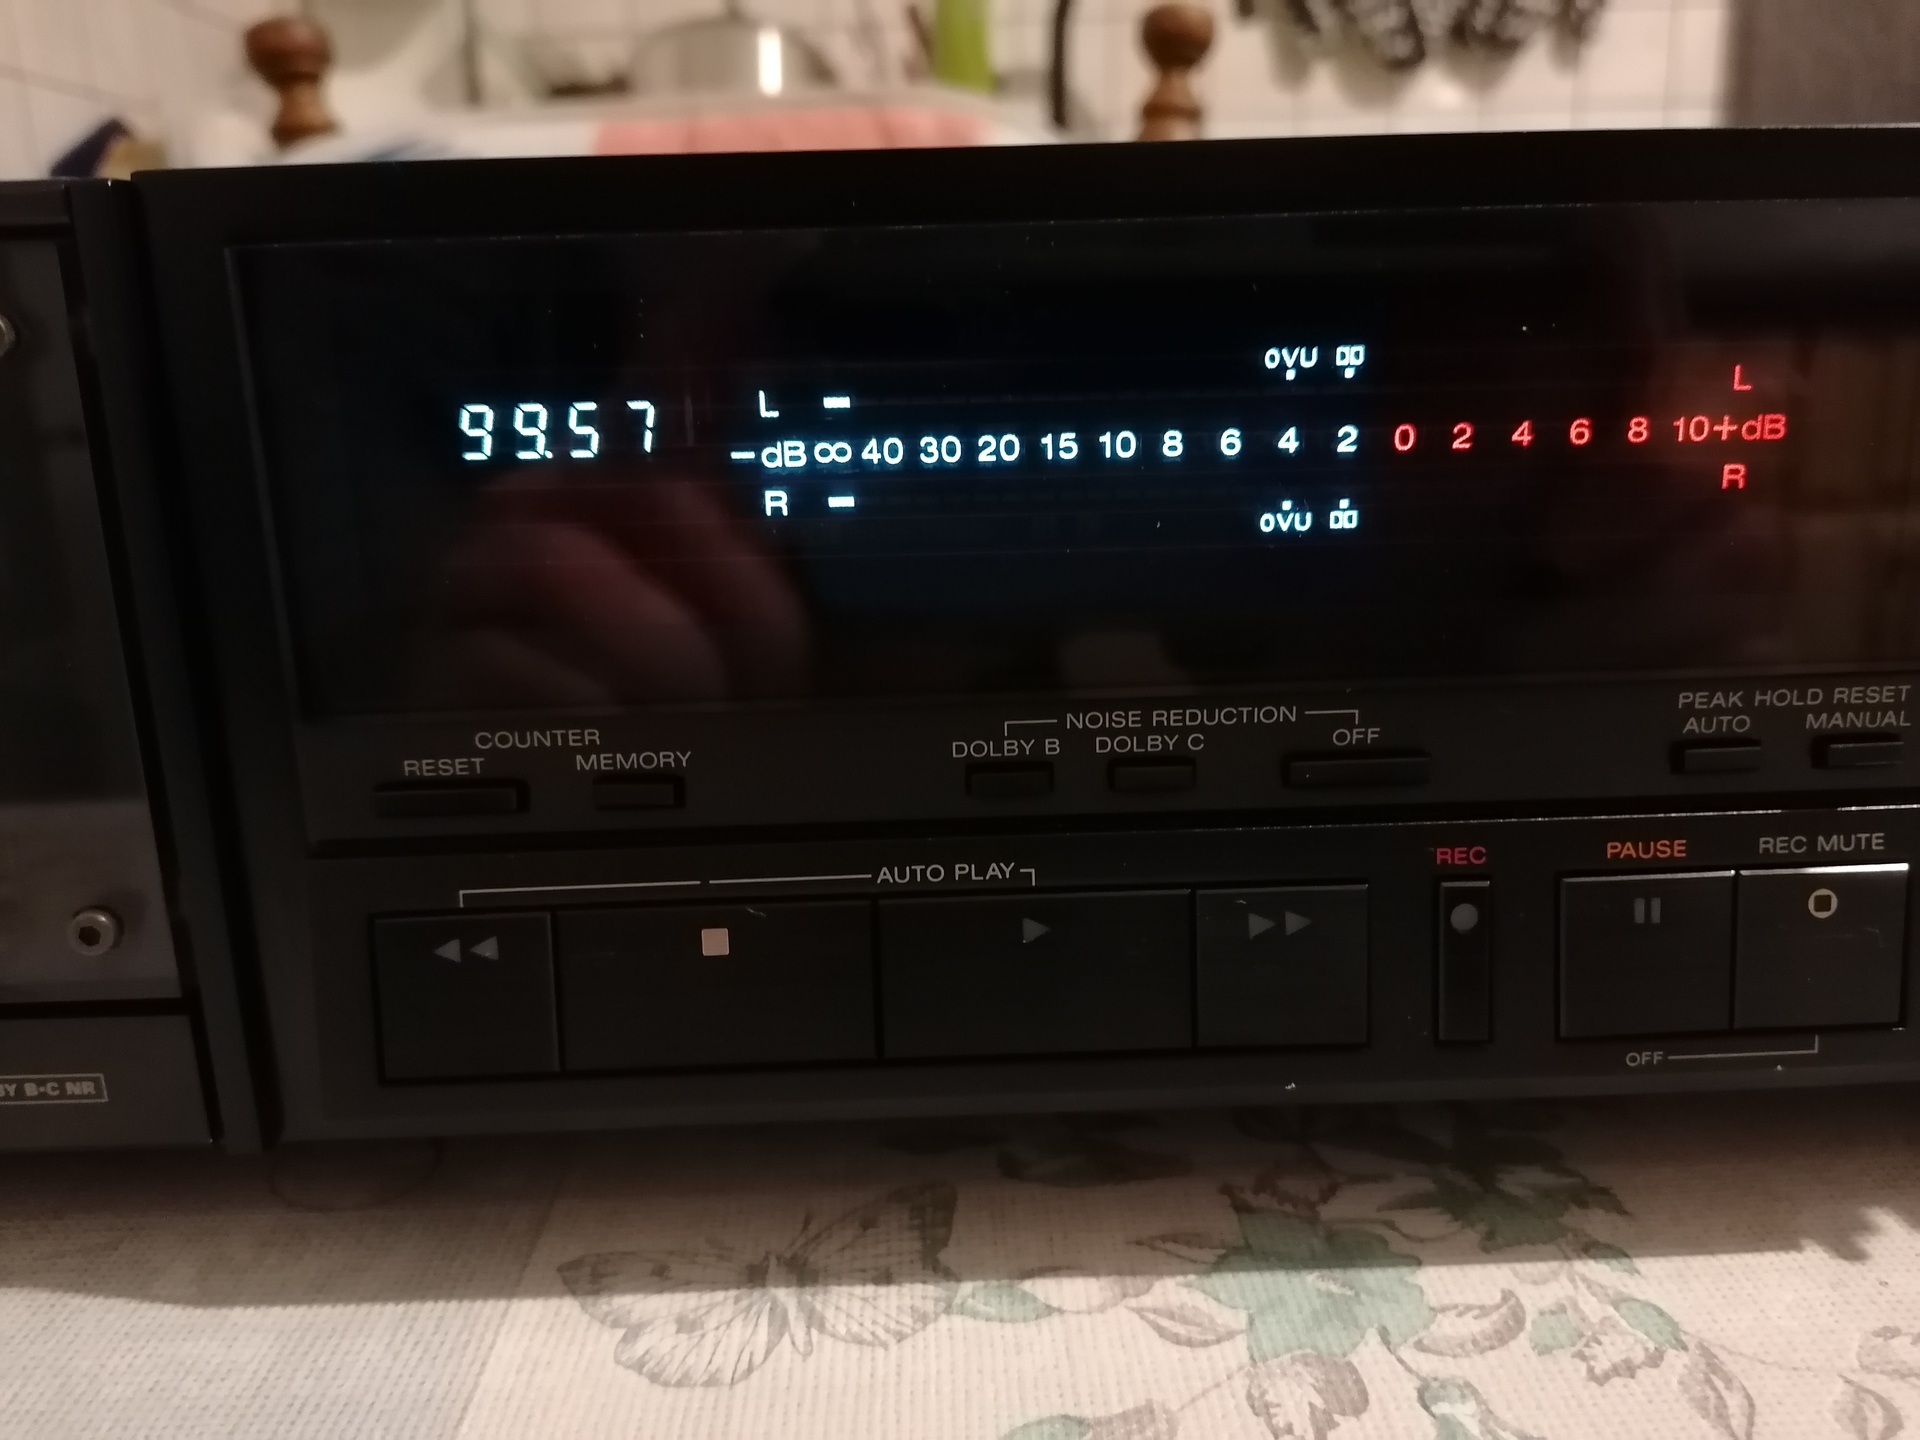 0VU
L
L
99.57
-dB ∞ 40 30 20 15 10 8 6 4 2 0 2 4 6 8 10+dB
R
R
0VU
PEAK HOLD RESET
AUTO MANUAL
NOISE REDUCTION
DOLBY B DOLBY C OFF
COUNTER
RESET MEMORY
REC PAUSE REC MUTE
AUTO PLAY
OFF
B·C NR